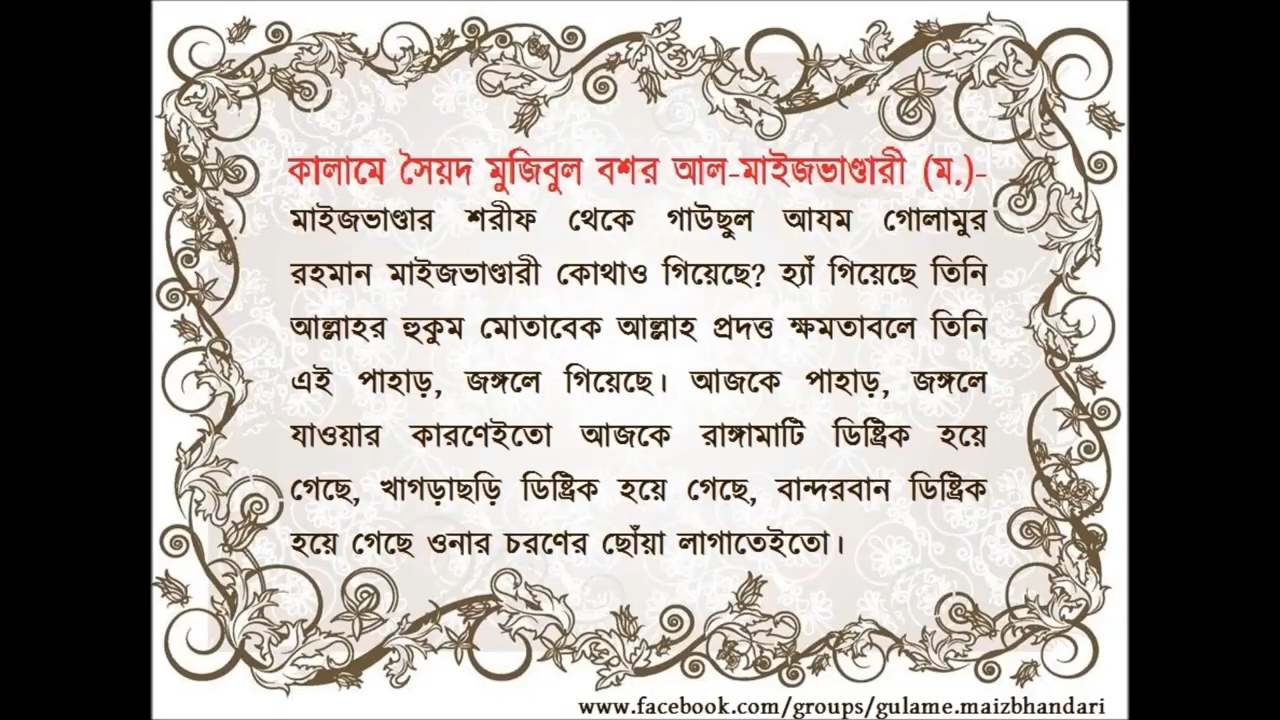 কালামে সৈয়দ মুজিবুল বশর আল-মাইজভাণ্ডারী (ম.)-
মাইজভাণ্ডার শরীফ থেকে গাউছুল আযম গোলামুর
রহমান মাইজভাণ্ডারী কোথাও গিয়েছে? হ্যাঁ গিয়েছে তিনি
আল্লাহর হুকুম মোতাবেক আল্লাহ প্রদত্ত ক্ষমতাবলে তিনি
এই পাহাড়, জঙ্গলে গিয়েছে। আজকে পাহাড়, জঙ্গলে
যাওয়ার কারণেইতো আজকে রাঙ্গামাটি ডিষ্ট্রিক হয়ে
গেছে, খাগড়াছড়ি ডিষ্ট্রিক হয়ে গেছে, বান্দরবান ডিষ্ট্রিক
হয়ে গেছে ওনার চরণের ছোঁয়া লাগাতেইতো।
www.facebook.com/groups/gulame.maizbhandari